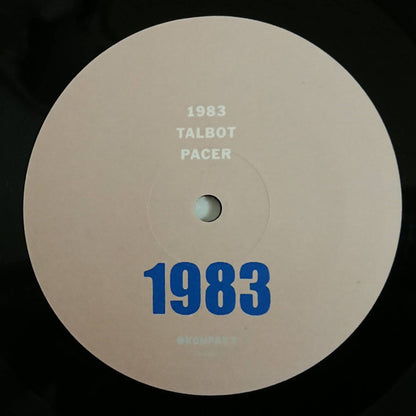 1983
TALBOT
PACER
1983
KOMPAKT